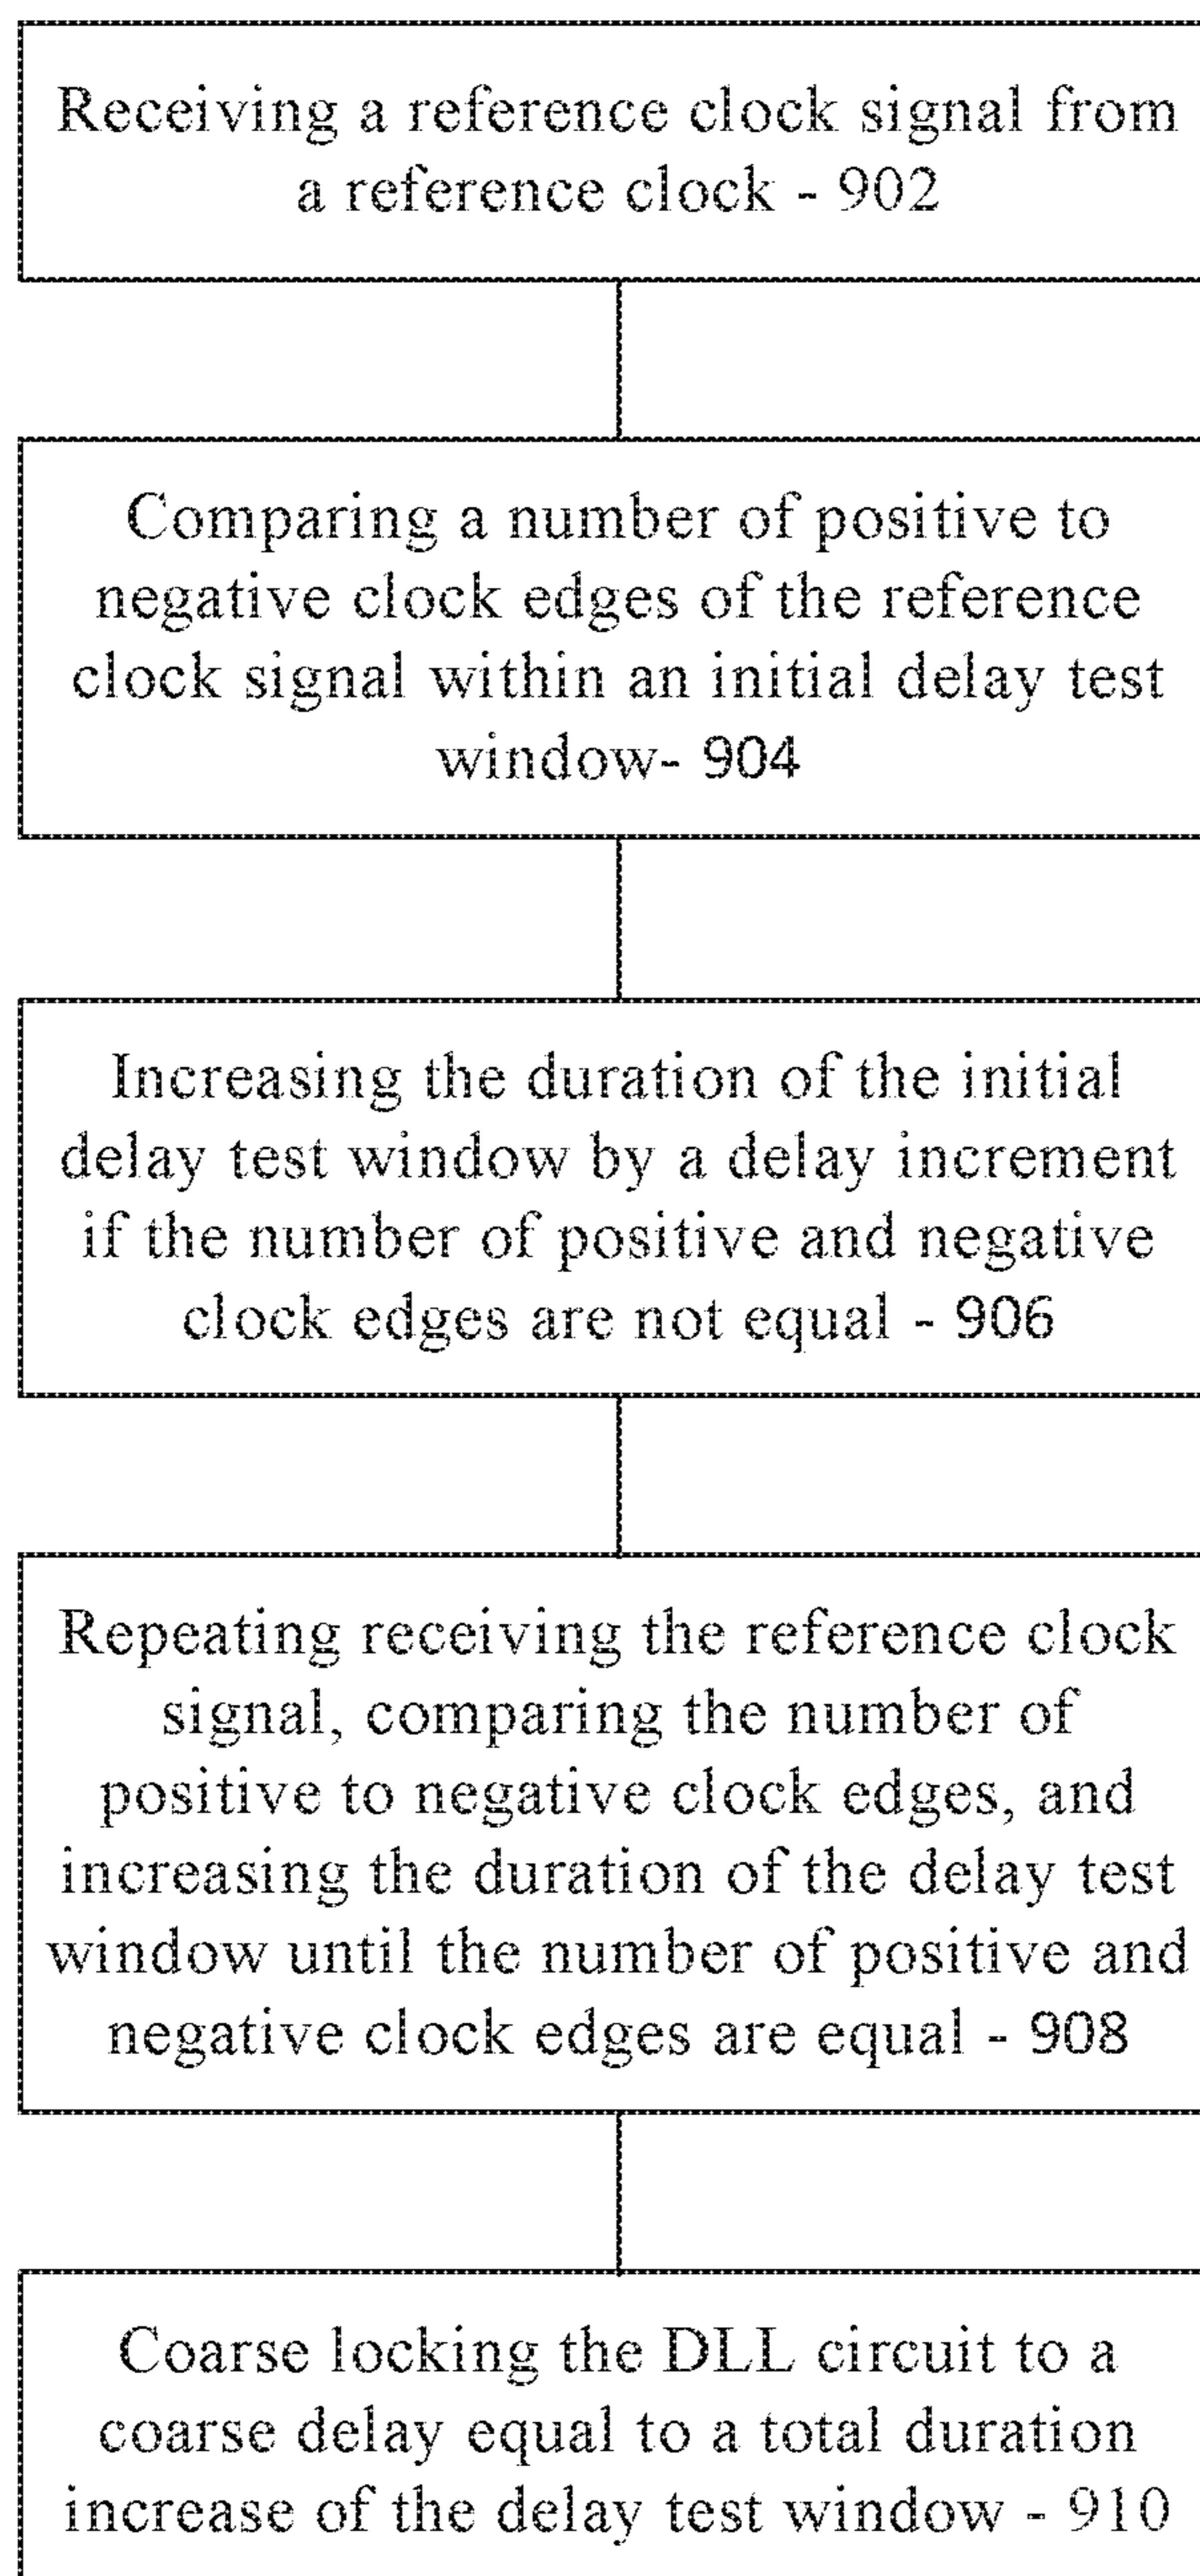 Receiving a reference clock signal from
a reference clock - 902
Comparing a number of positive to
negative clock edges of the reference
clock signal within an initial delay test
window- 904
Increasing the duration of the initial
delay test window by a delay increment
if the number of positive and negative
clock edges are not equal - 906
Repeating receiving the reference clock
signal, comparing the number of
positive to negative clock edges, and
increasing the duration of the delay test
window until the number of positive and
negative clock edges are equal - 908
Coarse locking the DLL circuit to a
coarse delay equal to a total duration
increase of the delay test window - 910